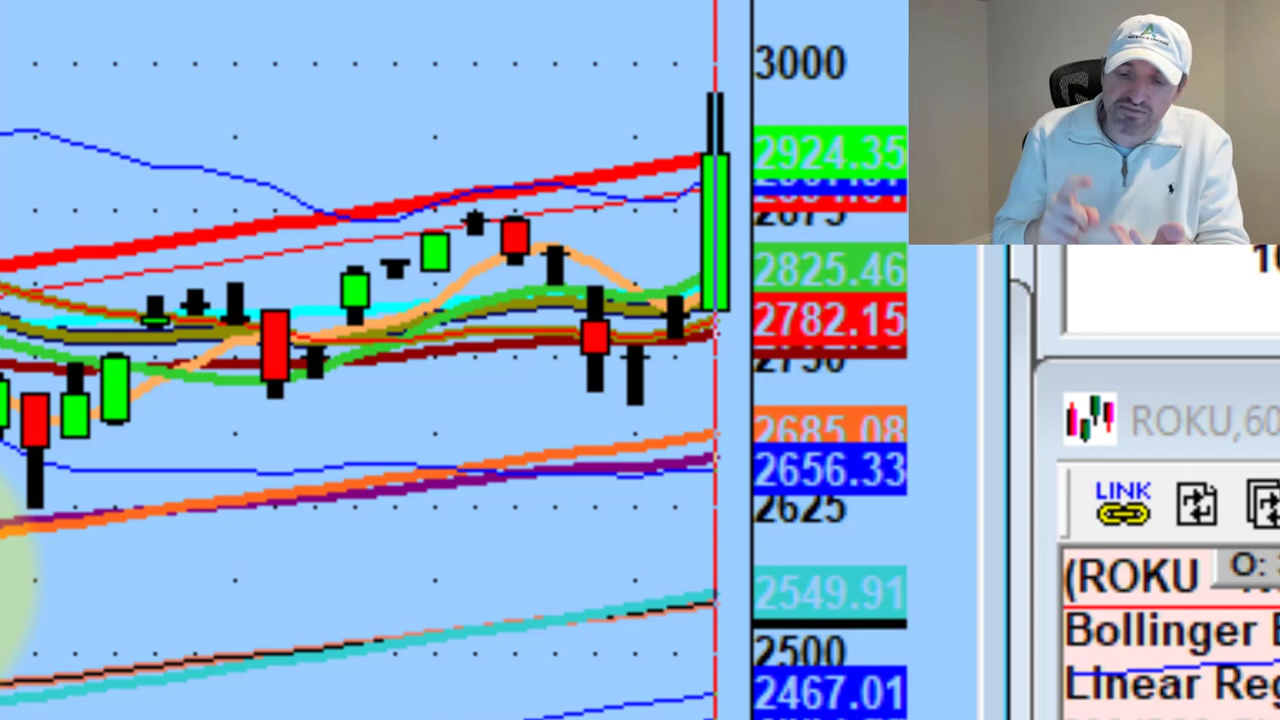 3000
2924.35
2875
2825.46
2782.15
2750
2685.08
2656.33
2625
2549.91
2500
2467.01
ROKU,60
LINK
(ROKU
O:
Bollinger
Linear Reg